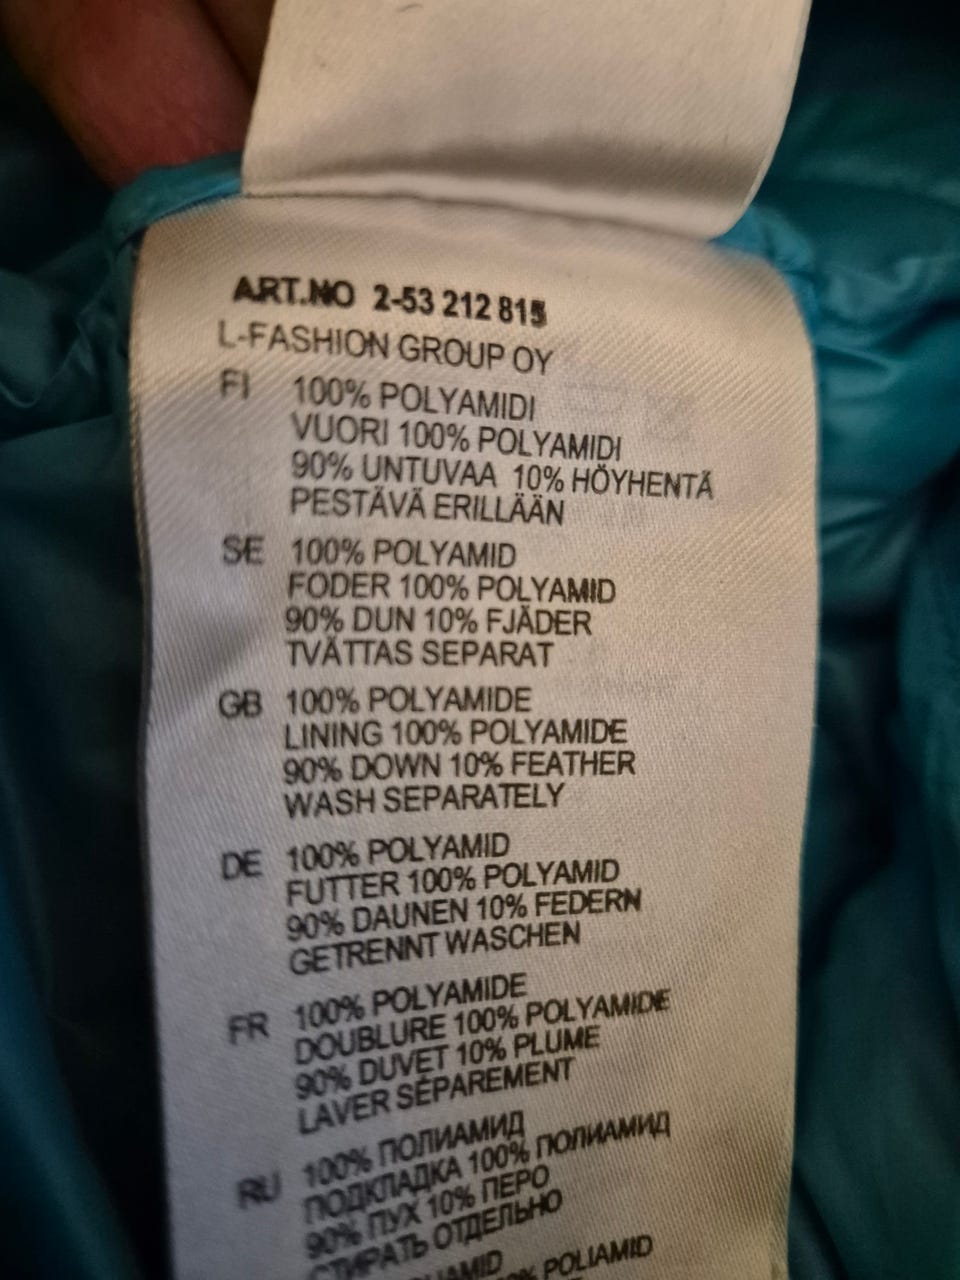 ART.NO 2-53 212 815
L-FASHION GROUP OY
FI 100% POLYAMIDI
VUORI 100% POLYAMIDI
90% UNTUVAA 10% HÖYHENTÄ
PESTÄVÄ ERILLÄÄN
SE 100% POLYAMID
FODER 100% POLYAMID
90% DUN 10% FJÄDER
TVÄTTAS SEPARAT
GB 100% POLYAMIDE
LINING 100% POLYAMIDE
90% DOWN 10% FEATHER
WASH SEPARATELY
DE 100% POLYAMID
FUTTER 100% POLYAMID
90% DAUNEN 10% FEDERN
GETRENNT WASCHEN
FR 100% POLYAMIDE
DOUBLURE 100% POLYAMIDE
90% DUVET 10% PLUME
LAVER SÉPAREMENT
RU 100% ПОЛИАМИД
ПОДКЛАДКА 100% ПОЛИАМИД
90% ПУХ 10% ПЕРО
СТИРАТЬ ОТДЕЛЬНО
POLIAMID